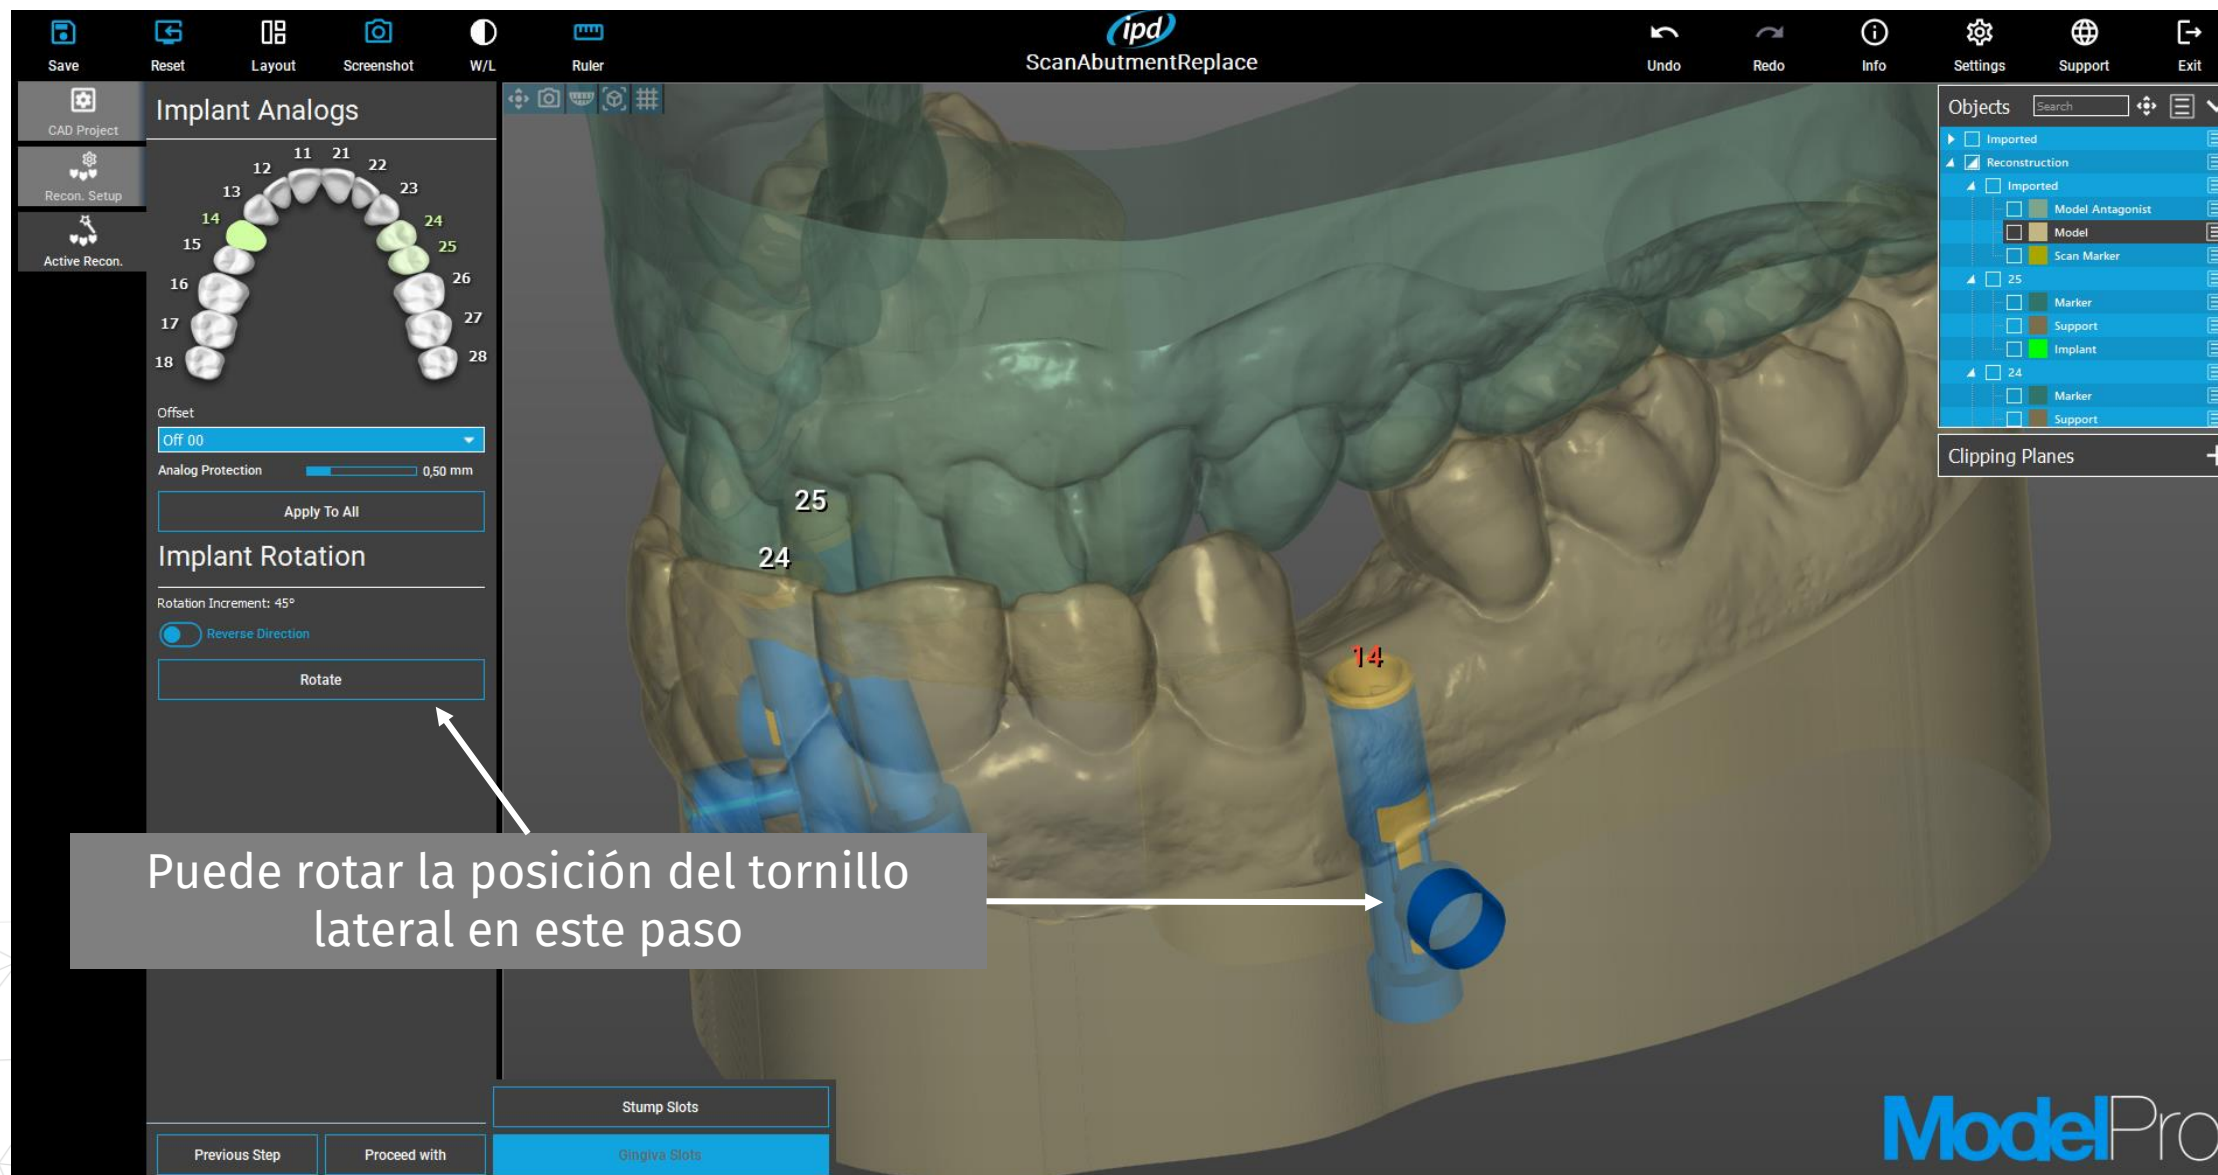 Save
Reset
Layout
Screenshot
W/L
Ruler
ipd
ScanAbutmentReplace
Undo
Redo
Info
Settings
Support
Exit
CAD Project
Recon. Setup
Active Recon.
Implant Analogs
11 21
12 22
13 23
14 24
15 25
16 26
17 27
18 28
Offset
Off 00
Analog Protection 0,50 mm
Apply To All
Implant Rotation
Rotation Increment: 45°
Reverse Direction
Rotate
25
24
14
Puede rotar la posición del tornillo
lateral en este paso
Objects Search
Imported
Reconstruction
Imported
Model Antagonist
Model
Scan Marker
25
Marker
Support
Implant
24
Marker
Support
Clipping Planes
Stump Slots
Previous Step
Proceed with
Gingiva Slots
ModelPro